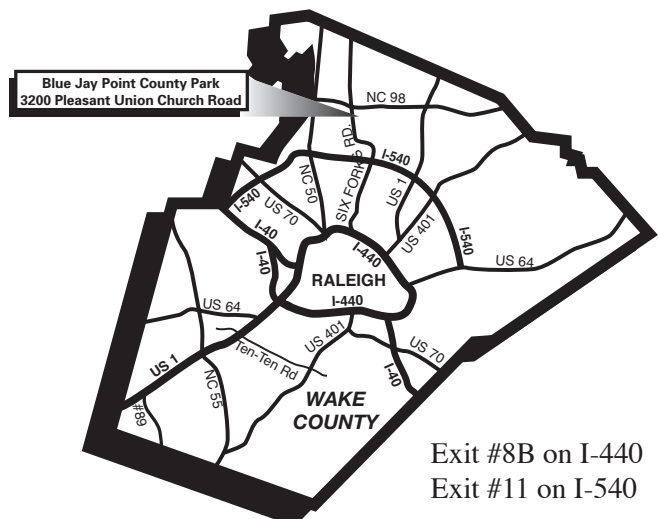 Blue Jay Point County Park
3200 Pleasant Union Church Road
NC 98
SIX FORKS RD.
I-540
NC 50
US 1
I-540
US 70
US 401
I-540
I-40
I-440
I-40
US 64
RALEIGH
I-440
US 64
US 401
US 70
Ten-Ten Rd
US 1
I-40
NC 55
WAKE
COUNTY
#89
Exit #8B on I-440
Exit #11 on I-540